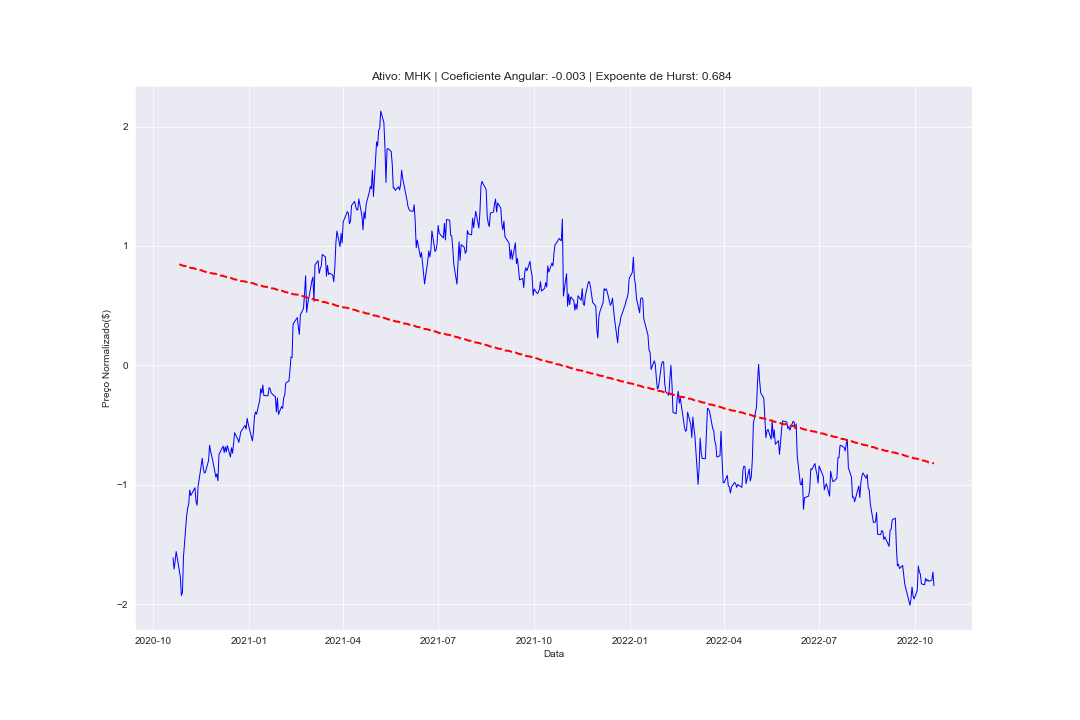 Ativo: MHK | Coeficiente Angular: -0.003 | Expoente de Hurst: 0.684
Preço Normalizado($)
2
1
0
−1
−2
2020-10 2021-01 2021-04 2021-07 2021-10 2022-01 2022-04 2022-07 2022-10
Data